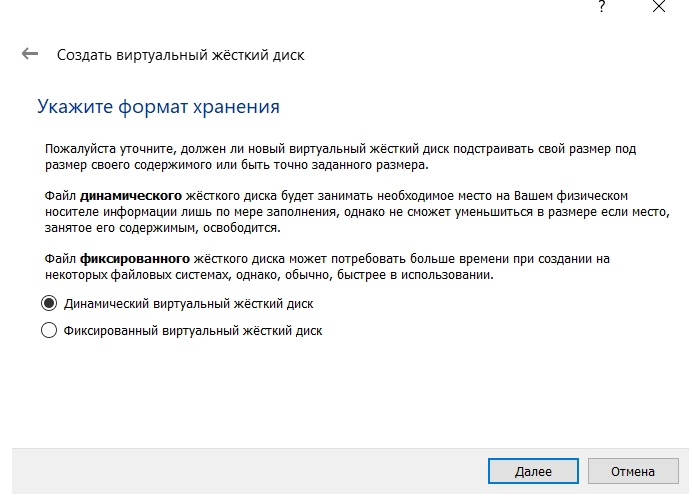 ?
Создать виртуальный жёсткий диск
Укажите формат хранения
Пожалуйста уточните, должен ли новый виртуальный жёсткий диск подстраивать свой размер под
размер своего содержимого или быть точно заданного размера.
Файл динамического жёсткого диска будет занимать необходимое место на Вашем физическом
носителе информации лишь по мере заполнения, однако не сможет уменьшиться в размере если место,
занятое его содержимым, освободится.
Файл фиксированного жёсткого диска может потребовать больше времени при создании на
некоторых файловых системах, однако, обычно, быстрее в использовании.
Динамический виртуальный жёсткий диск
Фиксированный виртуальный жёсткий диск
Далее
Отмена